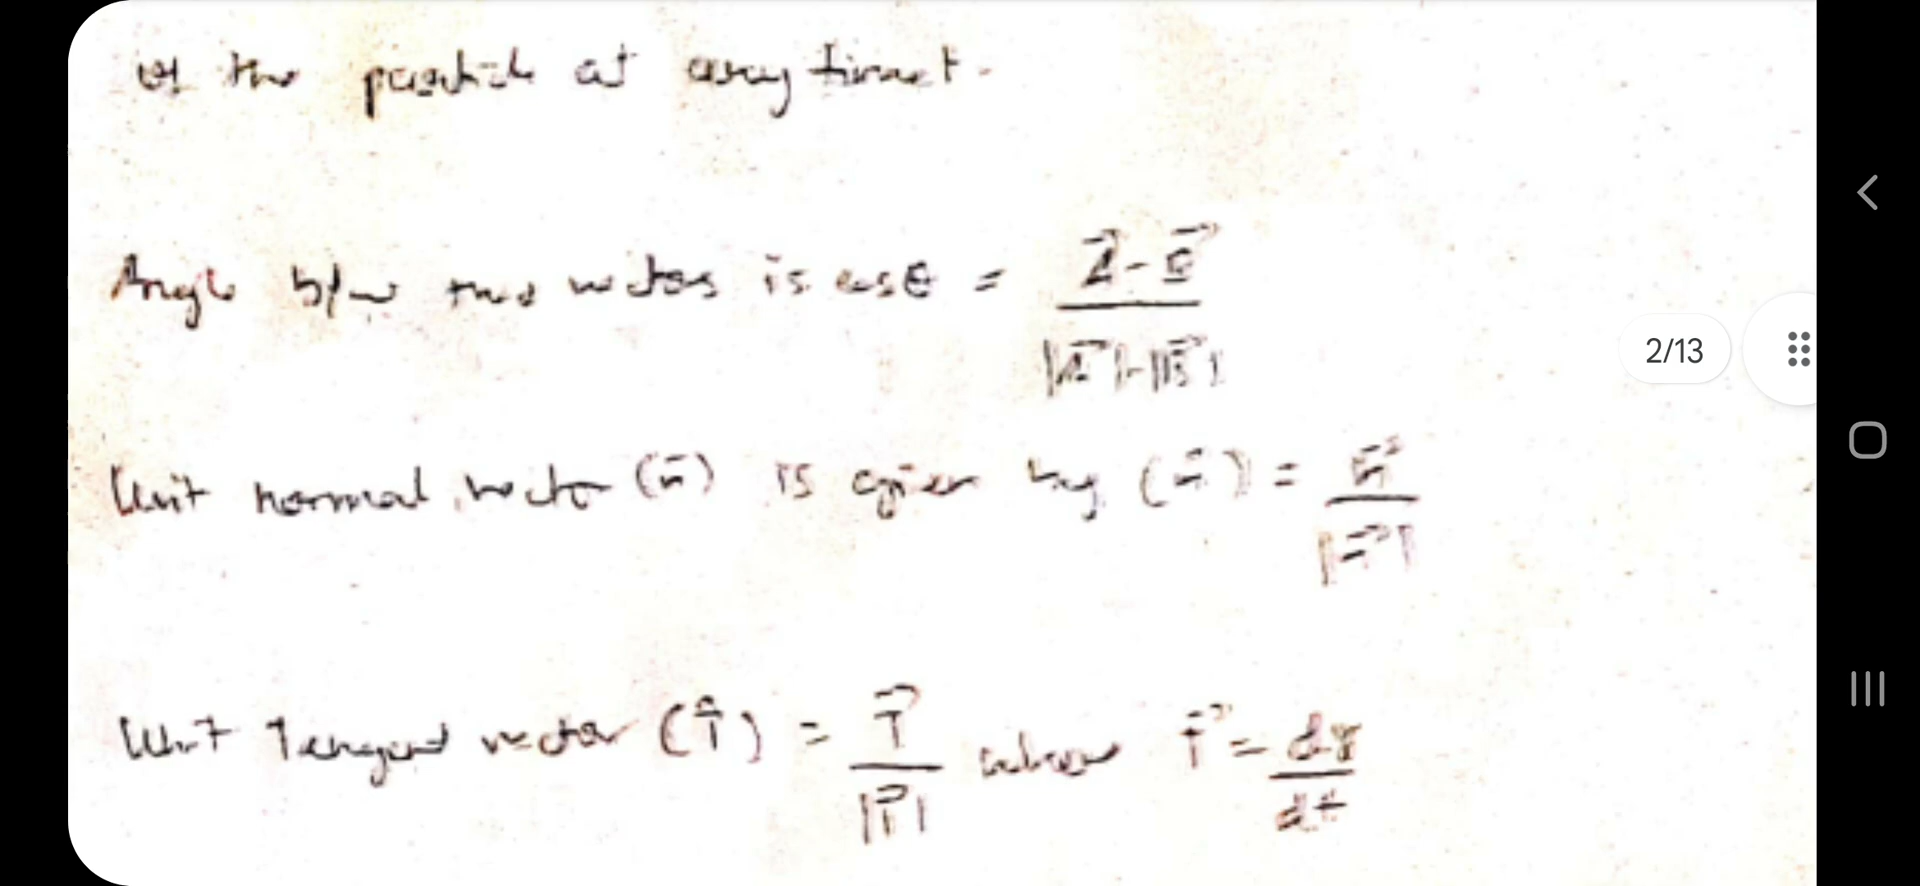 of the particle at any time t.
Angle b/w two vectors is cosθ = A⃗ · B⃗ / |A⃗| · |B⃗|
Unit normal vector (n̂) is given by (n̂) = n⃗ / |n⃗|
2/13
Unit Tangent vector (T̂) = T⃗ / |T⃗| where T⃗ = dr / dt